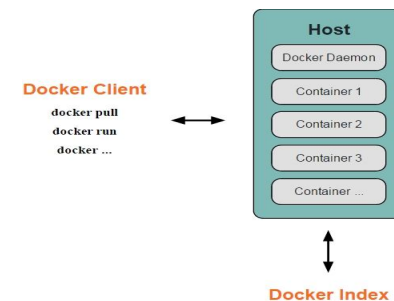 Host
Docker Daemon
Container 1
Container 2
Container 3
Container ...
Docker Client
docker pull
docker run
docker ...
Docker Index